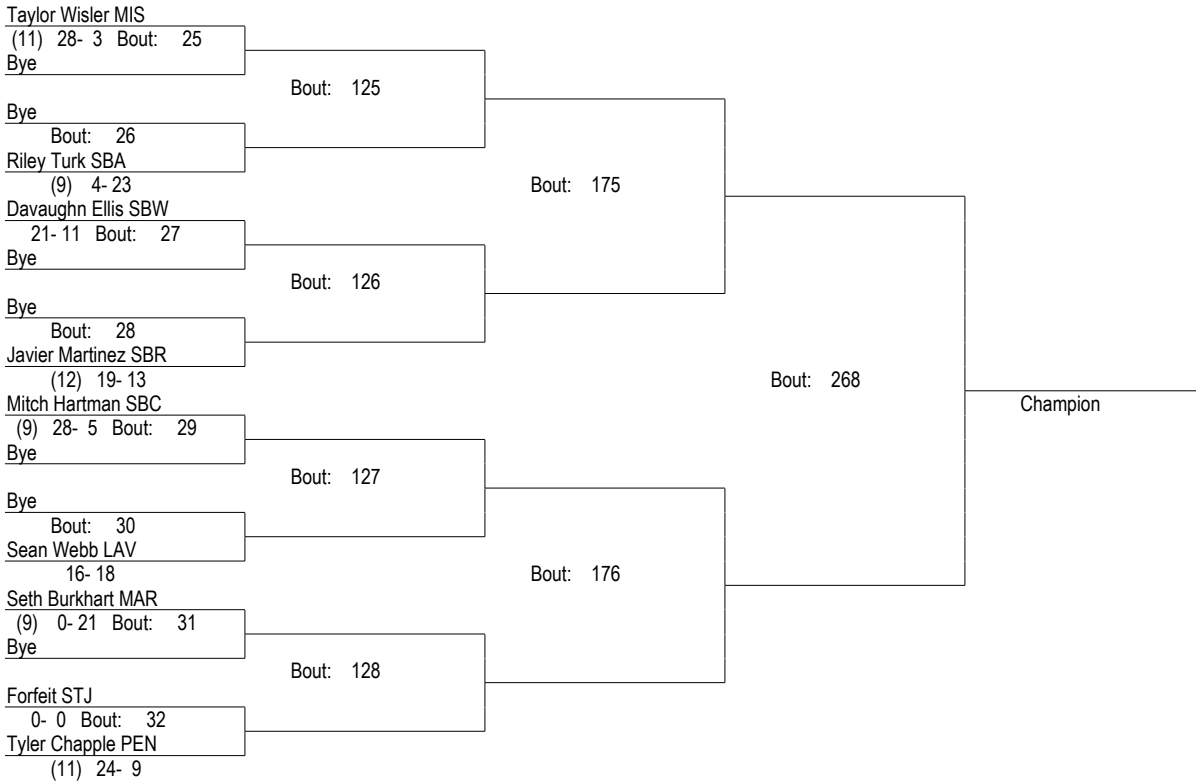 Taylor Wisler MIS
(11) 28- 3 Bout: 25
Bye
Bout: 125
Bye
Bout: 26
Riley Turk SBA
(9) 4- 23
Bout: 175
Davaughn Ellis SBW
21- 11 Bout: 27
Bye
Bout: 126
Bye
Bout: 28
Javier Martinez SBR
(12) 19- 13
Bout: 268
Mitch Hartman SBC
Champion
(9) 28- 5 Bout: 29
Bye
Bout: 127
Bye
Bout: 30
Sean Webb LAV
16- 18
Bout: 176
Seth Burkhart MAR
(9) 0- 21 Bout: 31
Bye
Bout: 128
Forfeit STJ
0- 0 Bout: 32
Tyler Chapple PEN
(11) 24- 9